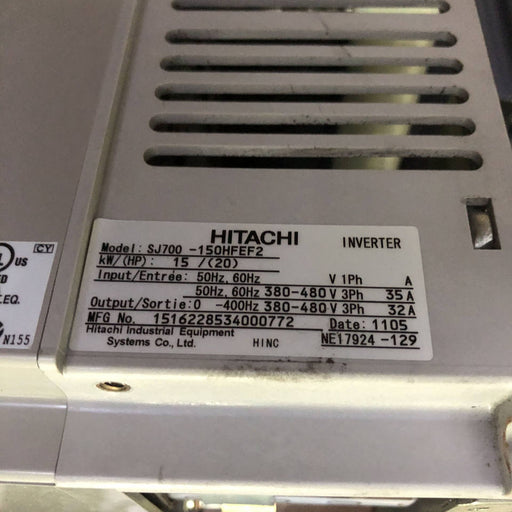 HITACHI INVERTER
Model: SJ700 -150HFEF2
kW/(HP): 15 /(20)
Input/Entrée: 50Hz, 60Hz V 1Ph A
50Hz, 60Hz 380-480 V 3Ph 35 A
Output/Sortie: 0 -400Hz 380-480 V 3Ph 32 A
MFG No. 1516228534000772 Date: 1105
Hitachi Industrial Equipment
Systems Co., Ltd. HINC NE17924 -129
CY
US
EQ.
N155